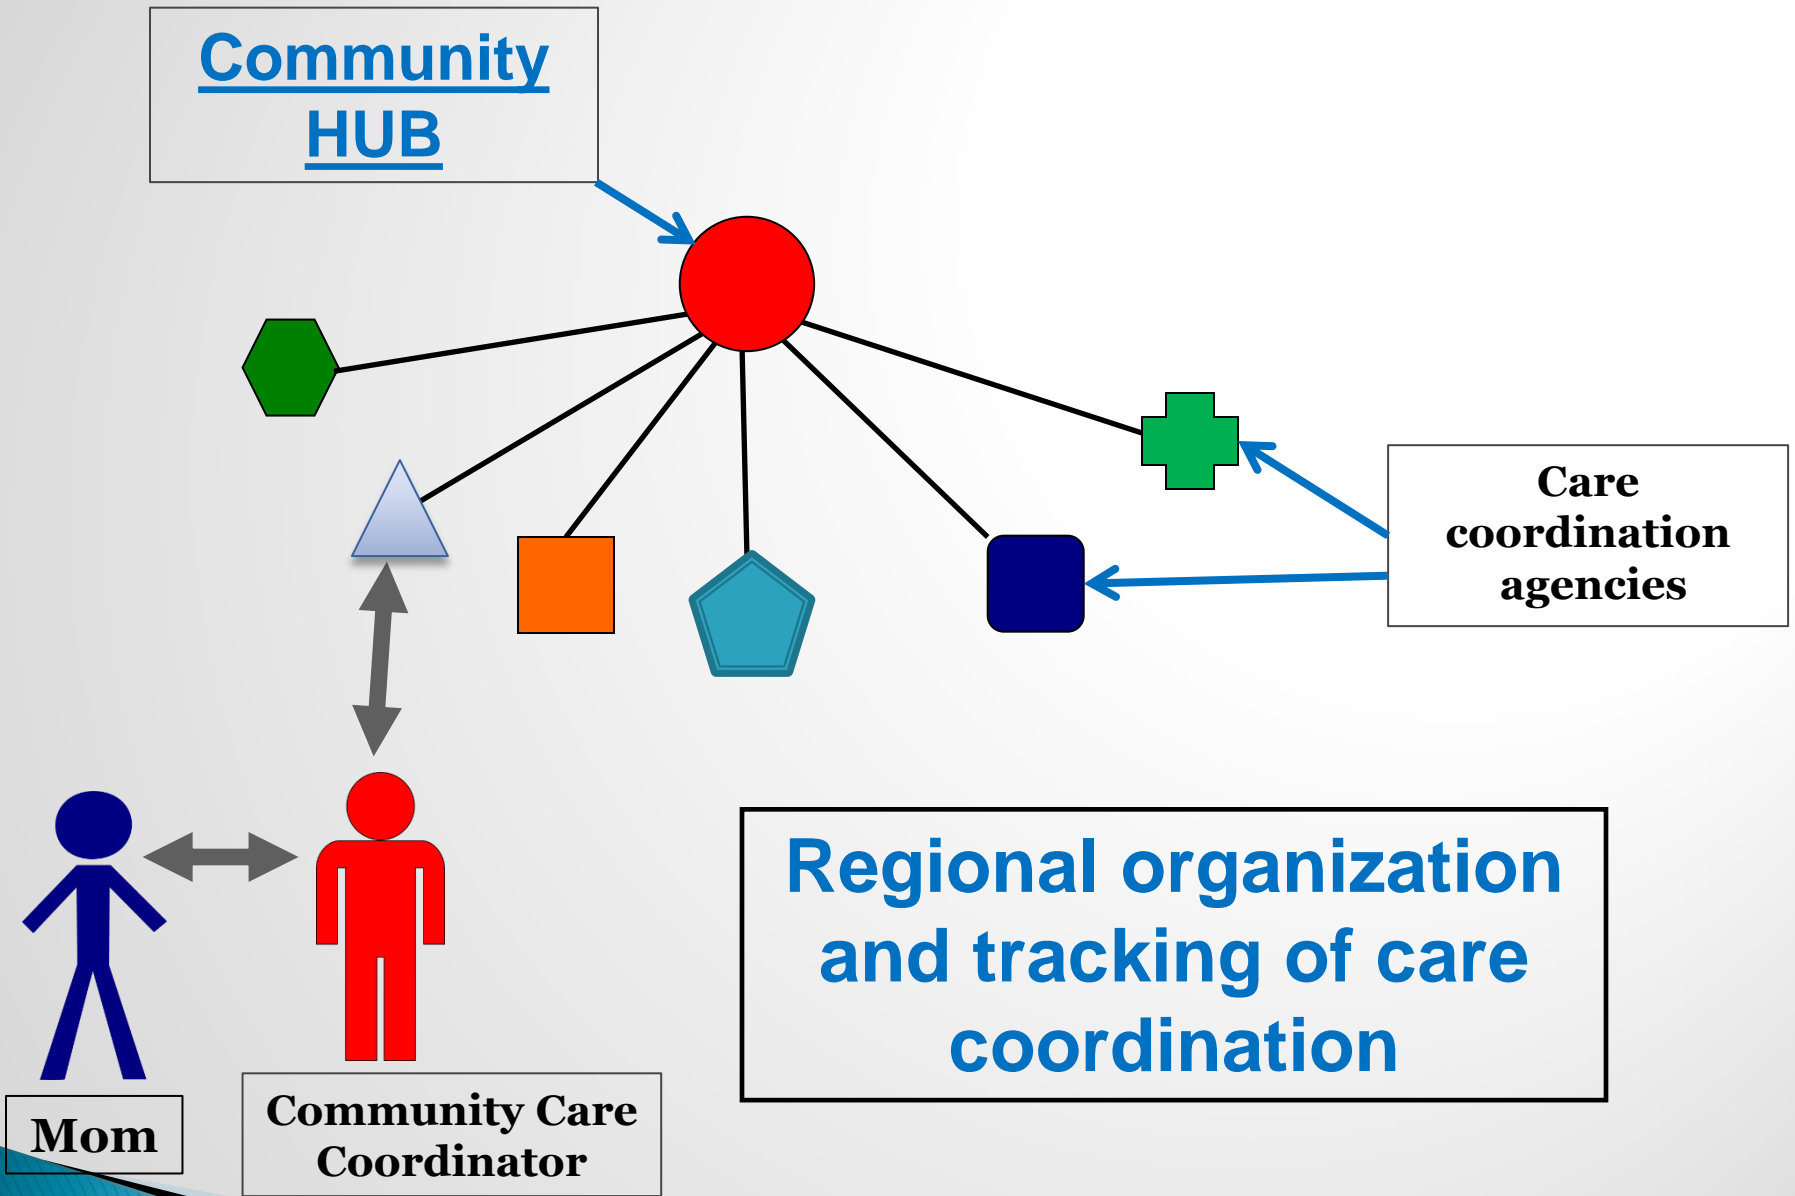 Community
HUB
Care
coordination
agencies
Regional organization
and tracking of care
coordination
Mom
Community Care
Coordinator